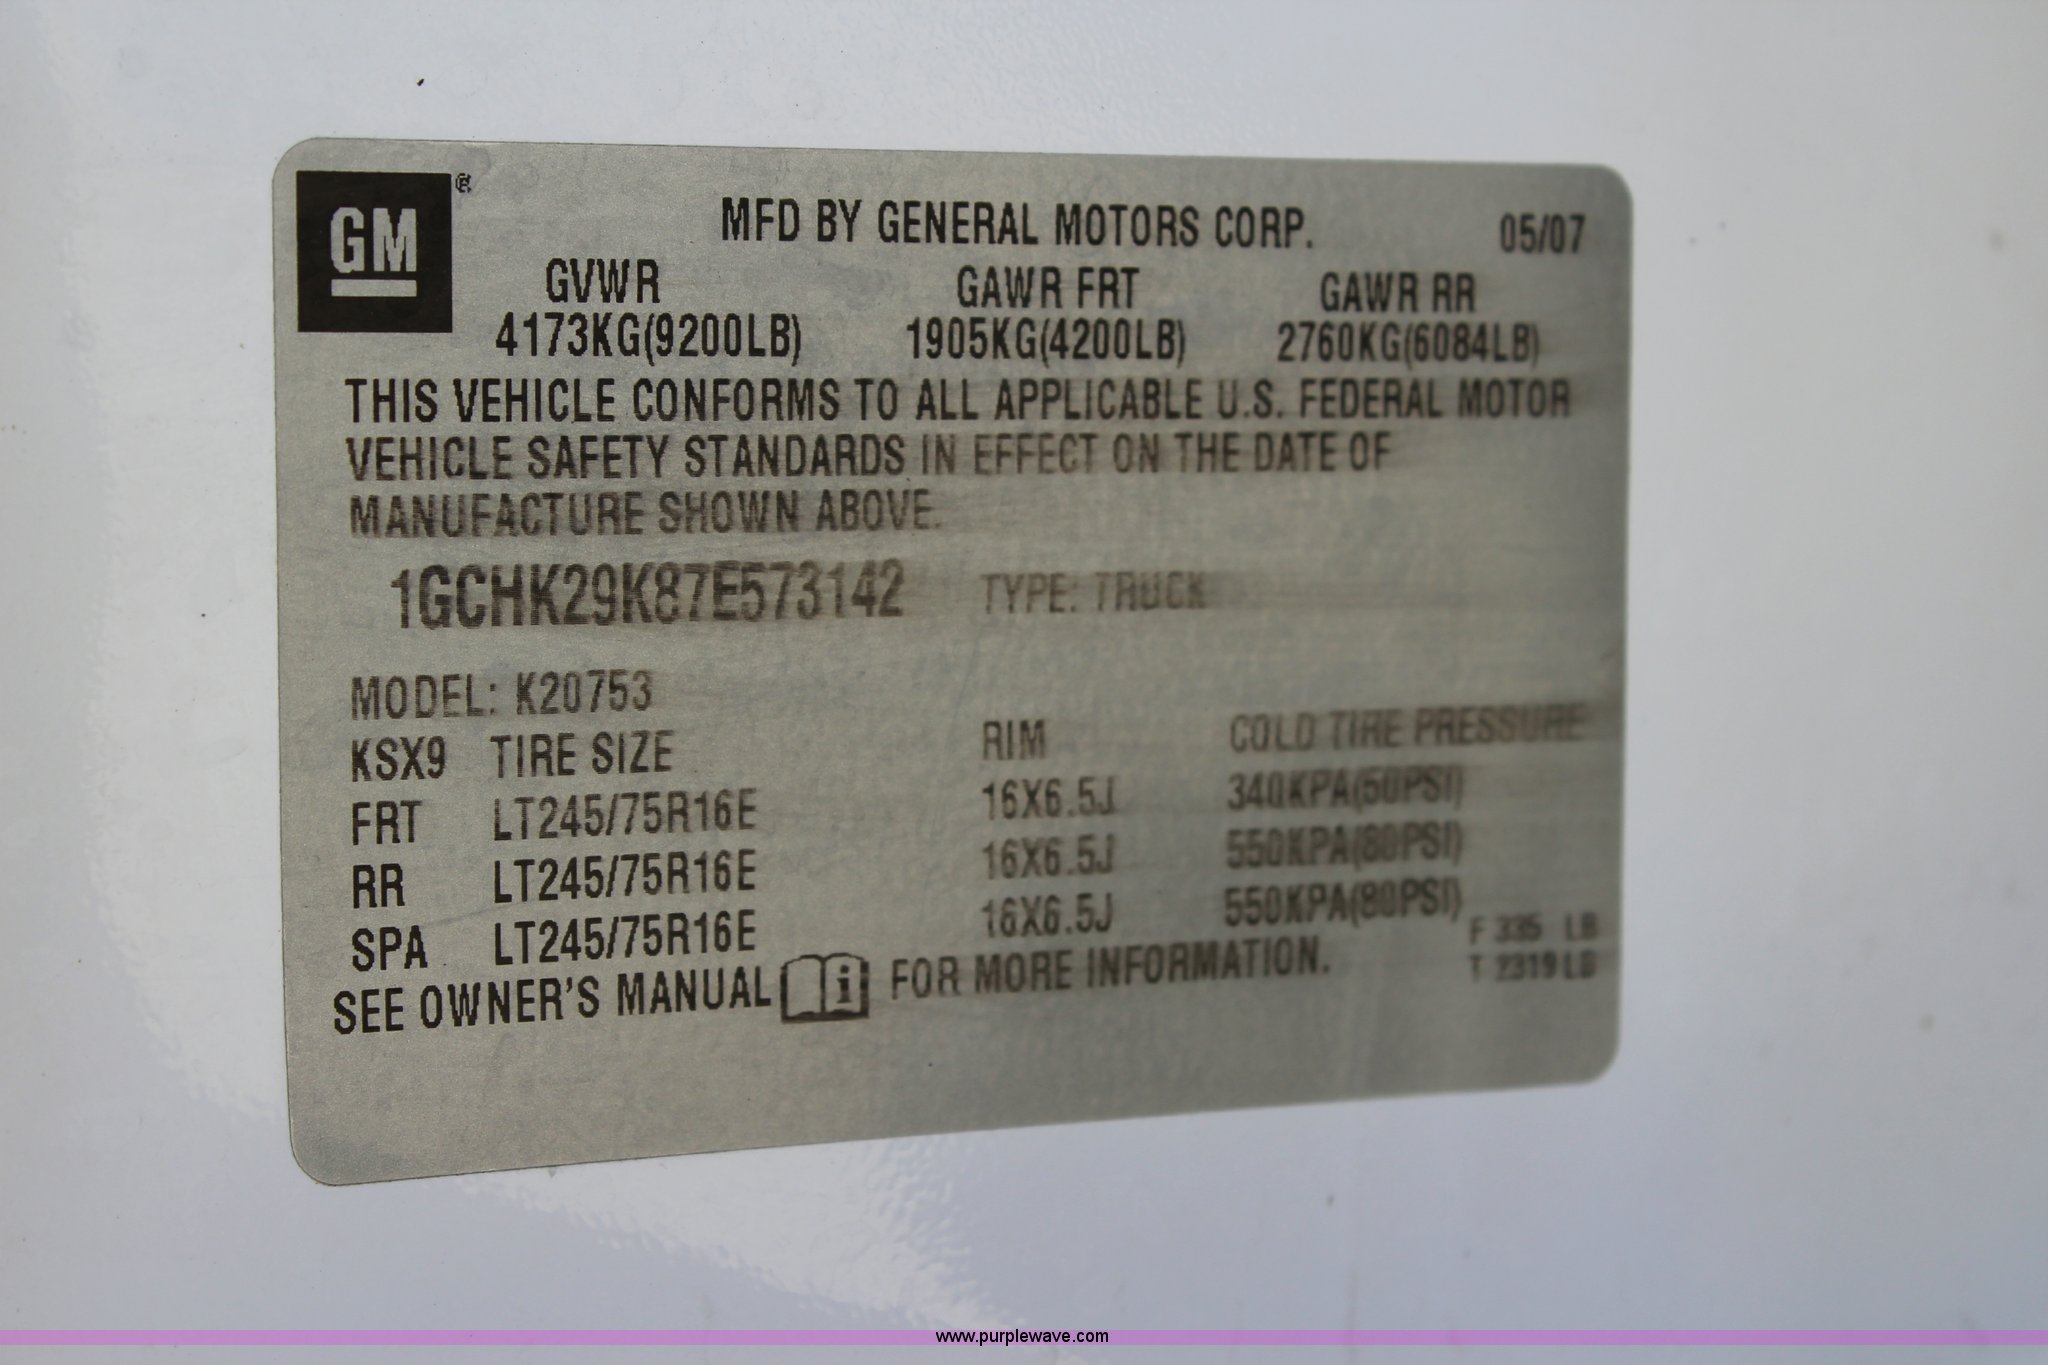 GM ®
MFD BY GENERAL MOTORS CORP. 05/07
GVWR GAWR FRT GAWR RR
4173KG(9200LB) 1905KG(4200LB) 2760KG(6084LB)
THIS VEHICLE CONFORMS TO ALL APPLICABLE U.S. FEDERAL MOTOR
VEHICLE SAFETY STANDARDS IN EFFECT ON THE DATE OF
MANUFACTURE SHOWN ABOVE.
1GCHK29K87E573142 TYPE: TRUCK
MODEL: K20753
KSX9 TIRE SIZE RIM COLD TIRE PRESSURE
FRT LT245/75R16E 16X6.5J 340KPA(50PSI)
RR LT245/75R16E 16X6.5J 550KPA(80PSI)
SPA LT245/75R16E 16X6.5J 550KPA(80PSI)
F 335 LB
T 2319 LB
SEE OWNER'S MANUAL i FOR MORE INFORMATION.
www.purplewave.com